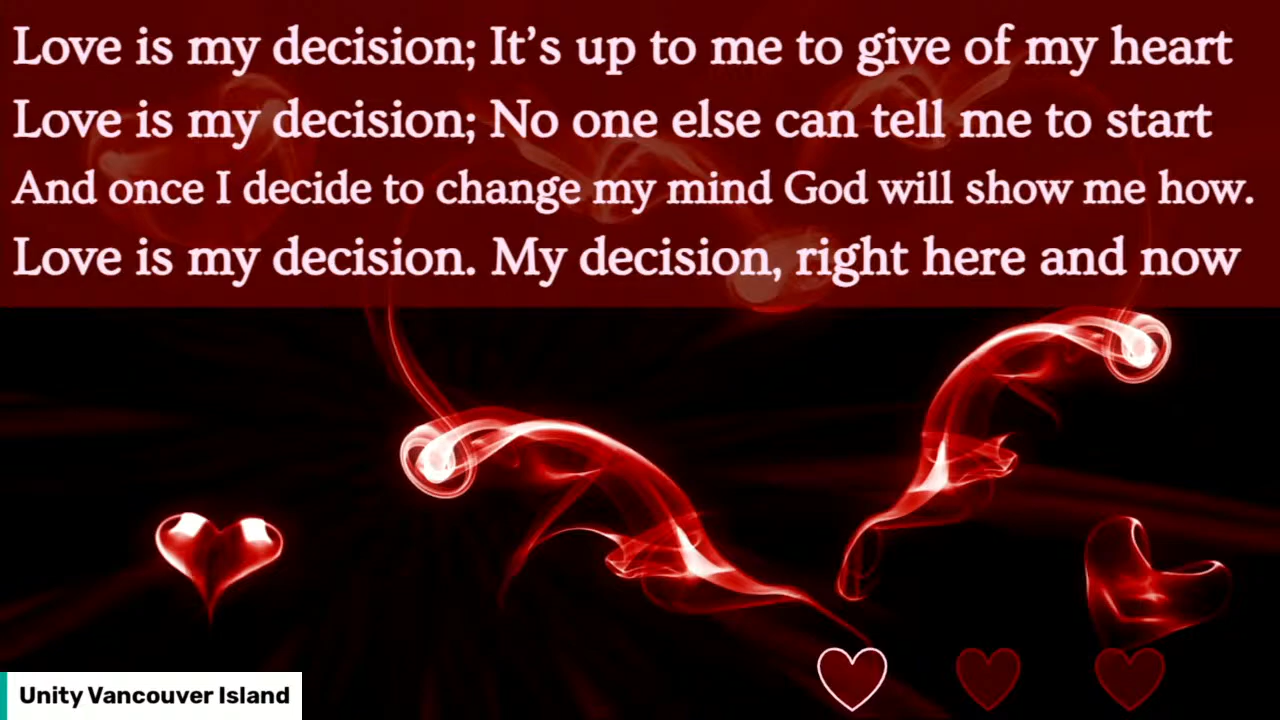 Love is my decision; It’s up to me to give of my heart
Love is my decision; No one else can tell me to start
And once I decide to change my mind God will show me how.
Love is my decision. My decision, right here and now
Unity Vancouver Island